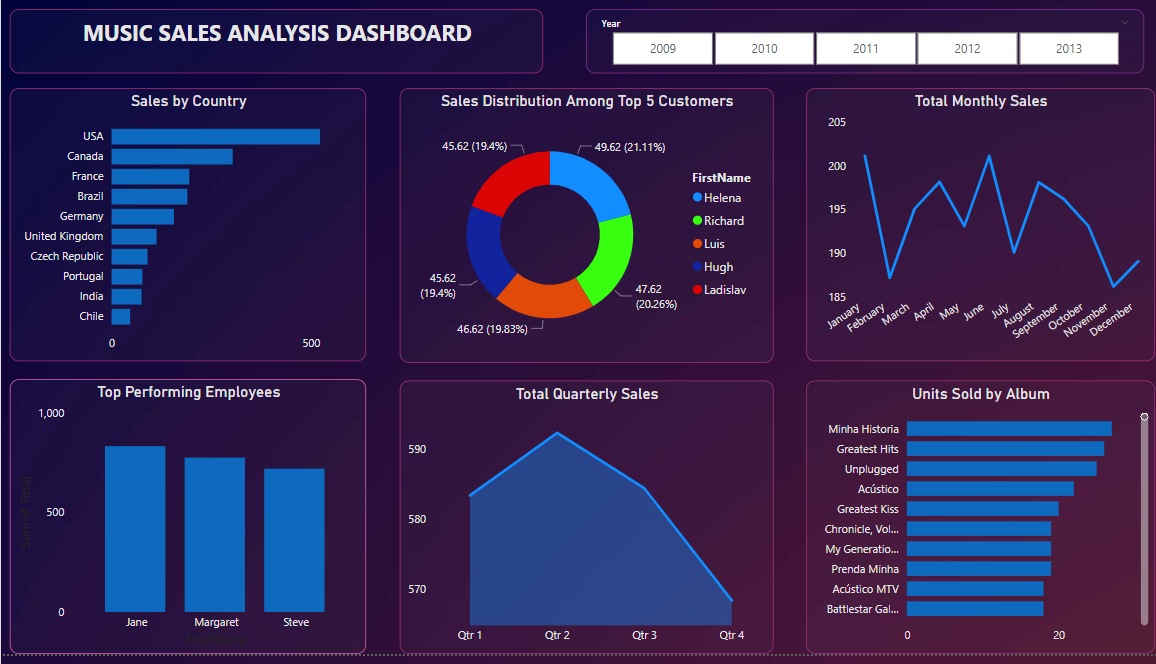 MUSIC SALES ANALYSIS DASHBOARD
Year
2009
2010
2011
2012
2013
Sales by Country
USA
Canada
France
Brazil
Germany
United Kingdom
Czech Republic
Portugal
India
Chile
0
500
Sales Distribution Among Top 5 Customers
45.62 (19.4%)
49.62 (21.11%)
45.62
(19.4%)
47.62
(20.26%)
46.62 (19.83%)
FirstName
Helena
Richard
Luis
Hugh
Ladislav
Total Monthly Sales
205
200
195
190
185
January
February
March
April
May
June
July
August
September
October
November
December
Top Performing Employees
1,000
500
0
Sum of Total
Jane
Margaret
Steve
Total Quarterly Sales
590
580
570
Qtr 1
Qtr 2
Qtr 3
Qtr 4
Units Sold by Album
Minha Historia
Greatest Hits
Unplugged
Acústico
Greatest Kiss
Chronicle, Vol...
My Generatio...
Prenda Minha
Acústico MTV
Battlestar Gal...
0
20